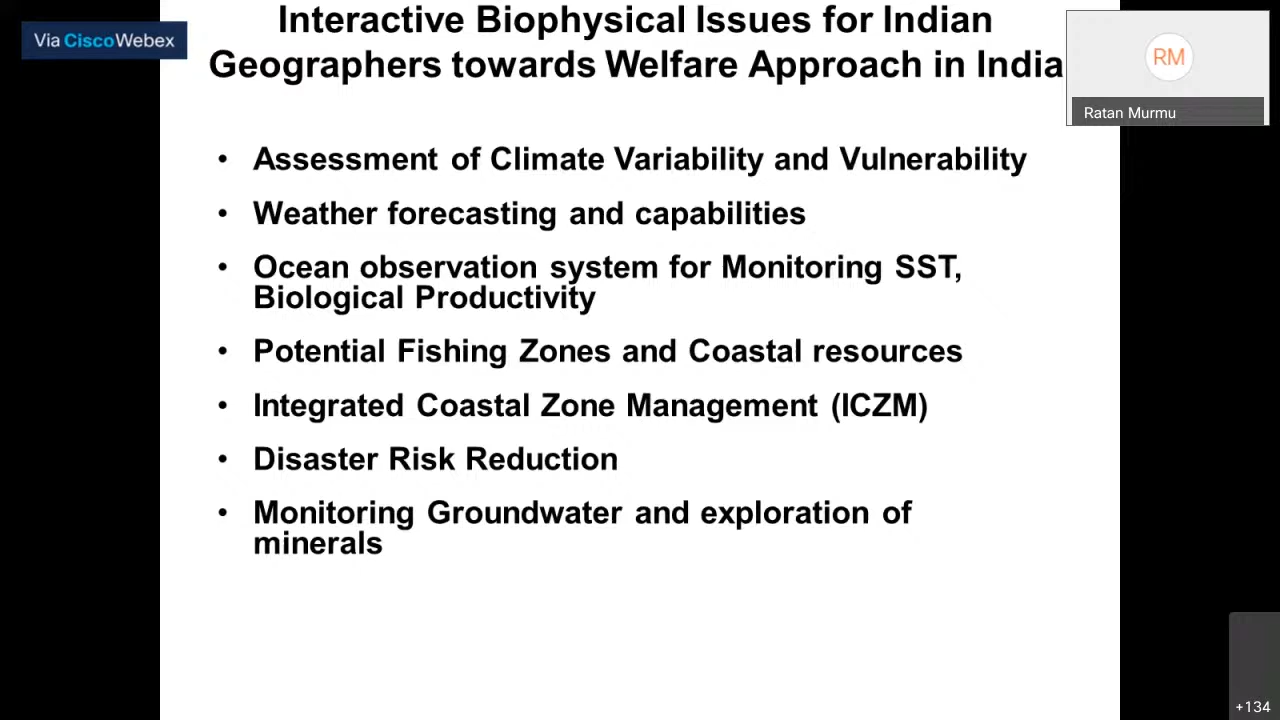 Via CiscoWebex
Interactive Biophysical Issues for Indian
Geographers towards Welfare Approach in India
RM
Ratan Murmu
• Assessment of Climate Variability and Vulnerability
• Weather forecasting and capabilities
• Ocean observation system for Monitoring SST,
Biological Productivity
• Potential Fishing Zones and Coastal resources
• Integrated Coastal Zone Management (ICZM)
• Disaster Risk Reduction
• Monitoring Groundwater and exploration of
minerals
+134